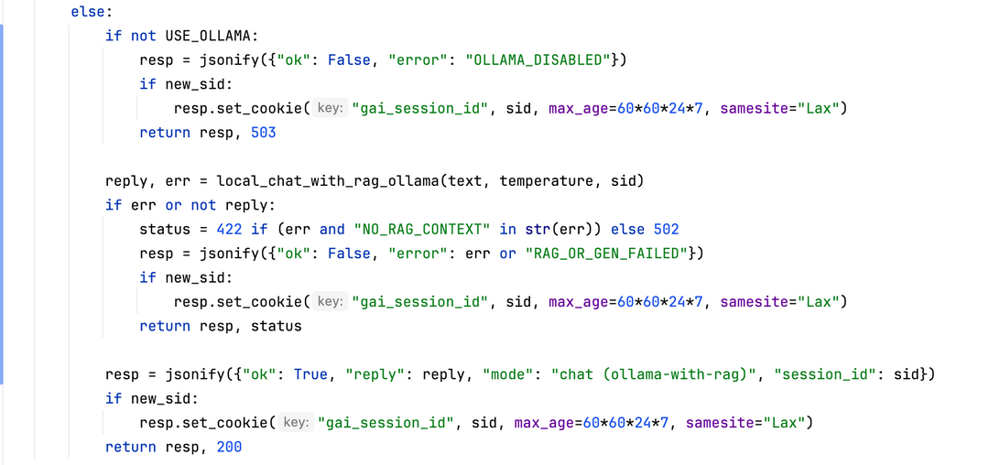 else:
if not USE_OLLAMA:
resp = jsonify({"ok": False, "error": "OLLAMA_DISABLED"})
if new_sid:
resp.set_cookie( key: "gai_session_id", sid, max_age=60*60*24*7, samesite="Lax")
return resp, 503
reply, err = local_chat_with_rag_ollama(text, temperature, sid)
if err or not reply:
status = 422 if (err and "NO_RAG_CONTEXT" in str(err)) else 502
resp = jsonify({"ok": False, "error": err or "RAG_OR_GEN_FAILED"})
if new_sid:
resp.set_cookie( key: "gai_session_id", sid, max_age=60*60*24*7, samesite="Lax")
return resp, status
resp = jsonify({"ok": True, "reply": reply, "mode": "chat (ollama-with-rag)", "session_id": sid})
if new_sid:
resp.set_cookie( key: "gai_session_id", sid, max_age=60*60*24*7, samesite="Lax")
return resp, 200